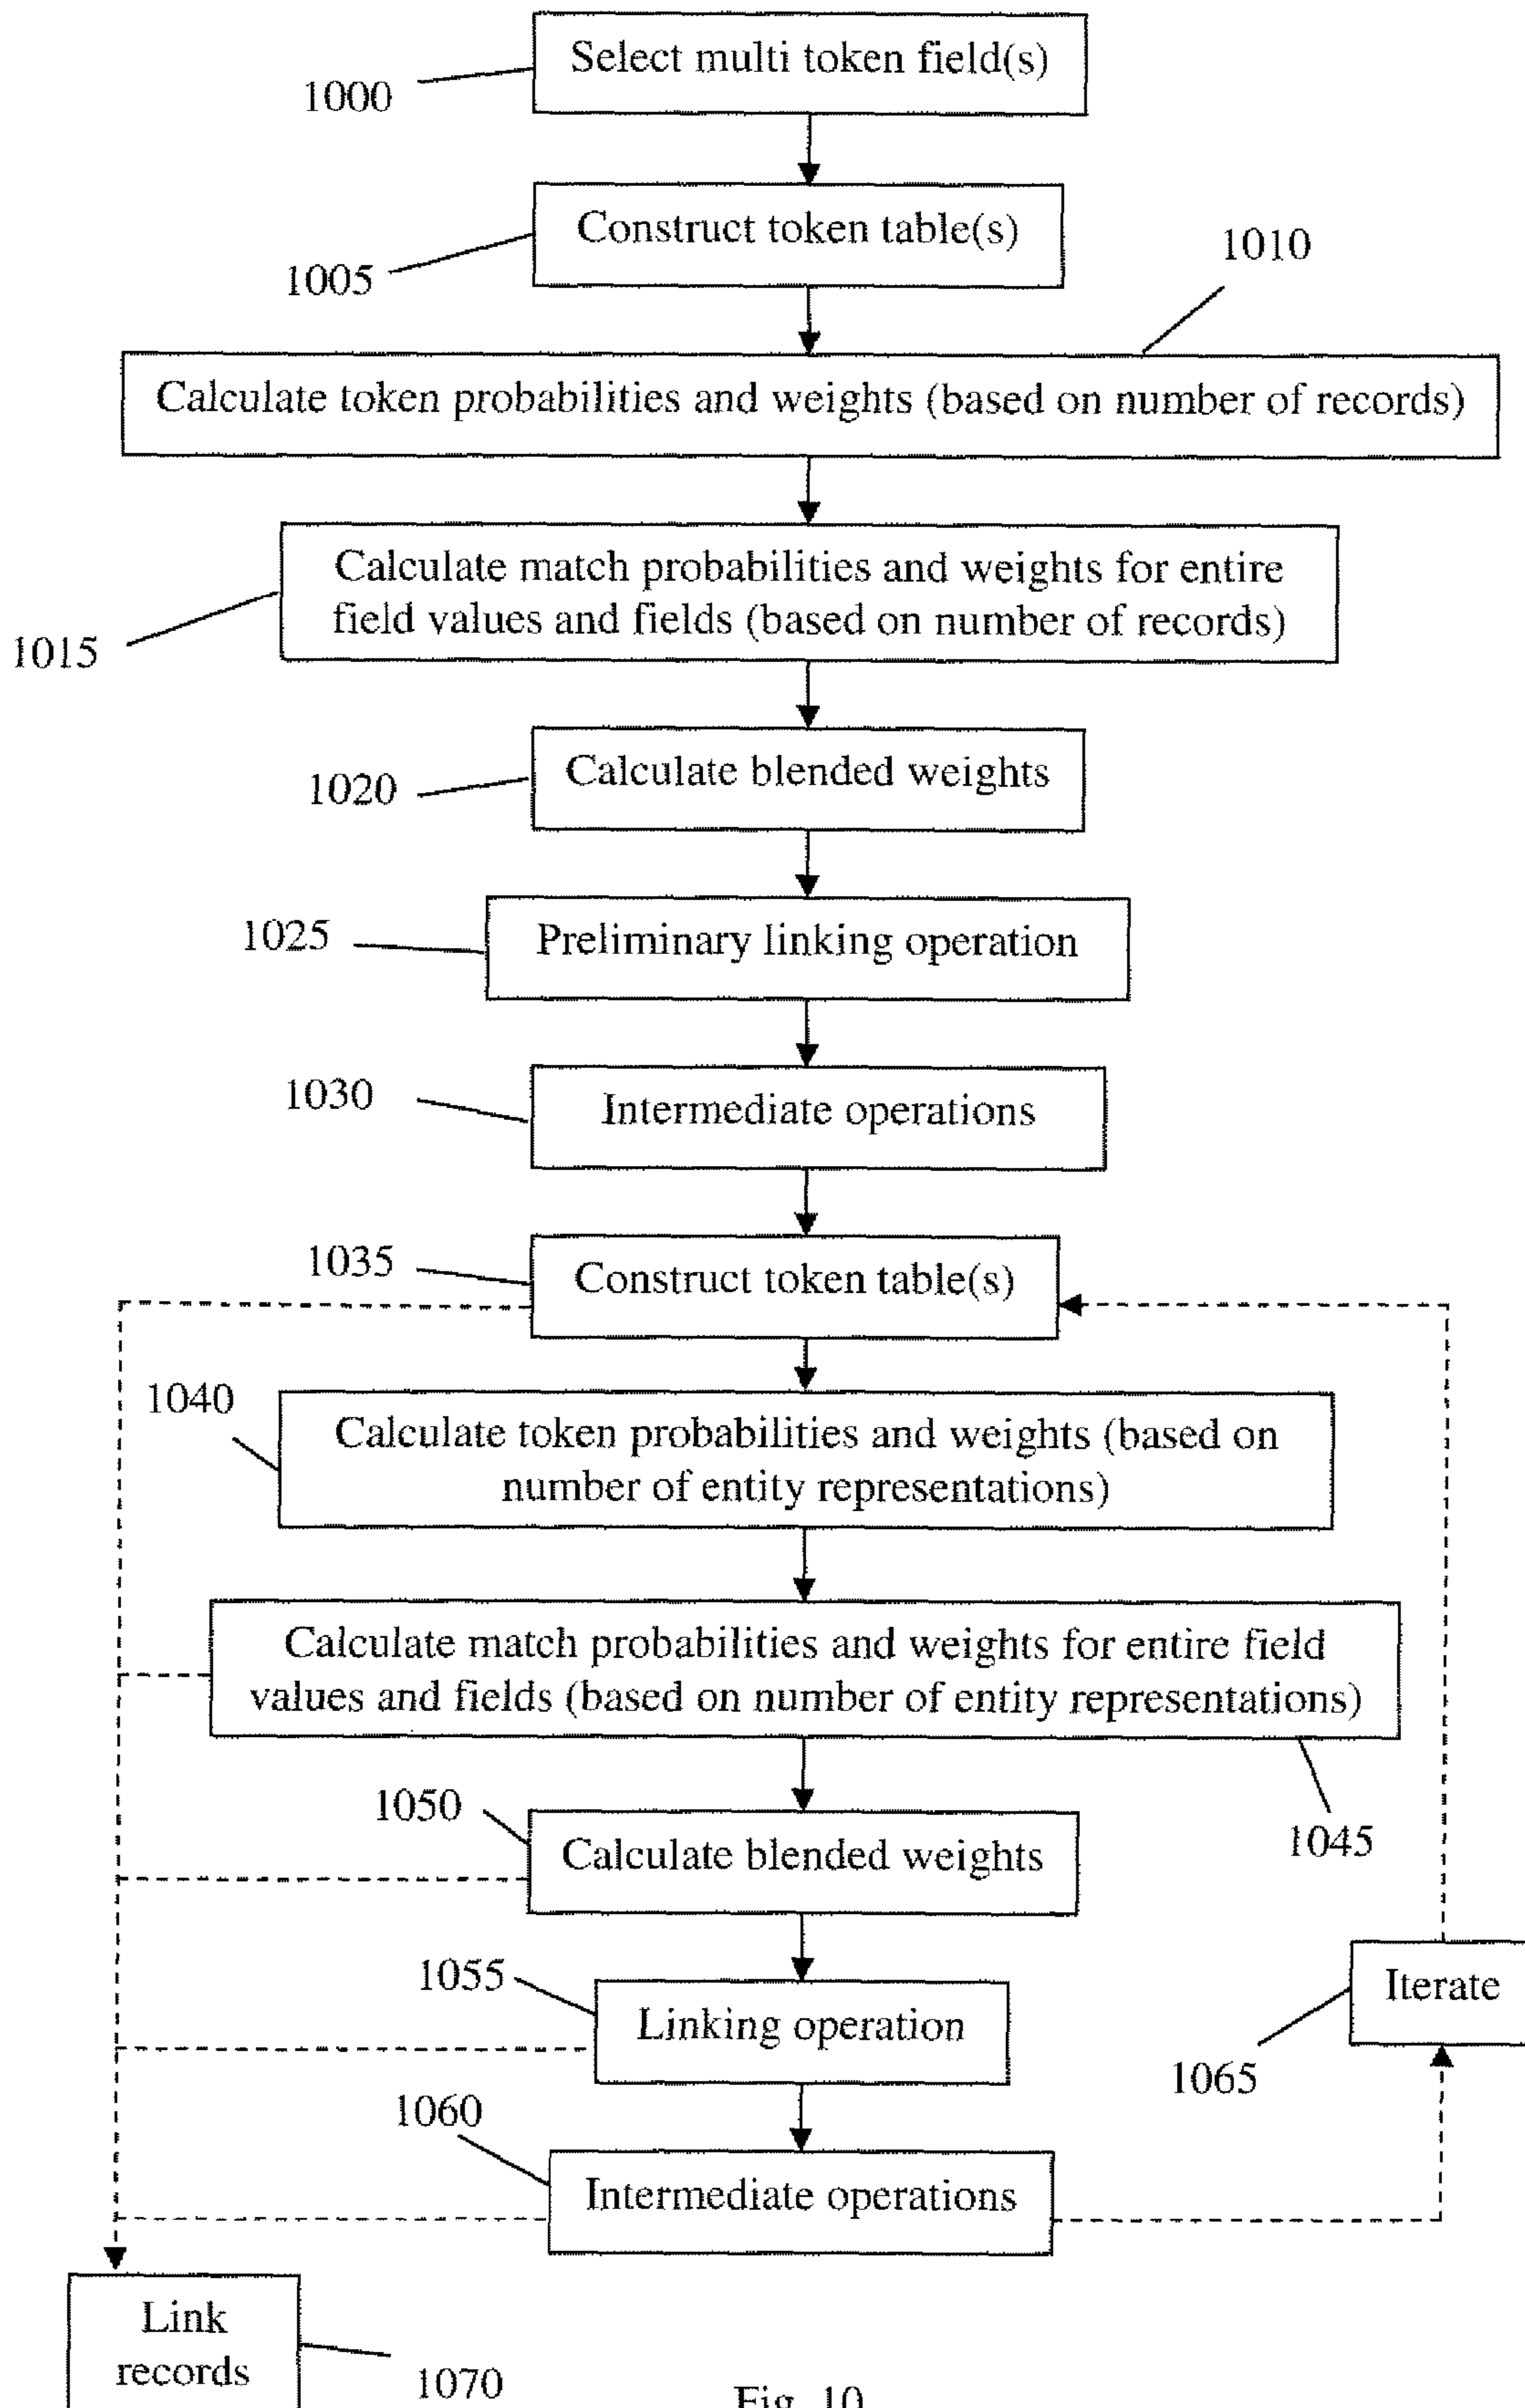 Select multi token field(s)
1000
Construct token table(s)
1005
1010
Calculate token probabilities and weights (based on number of records)
Calculate match probabilities and weights for entire
field values and fields (based on number of records)
1015
Calculate blended weights
1020
Preliminary linking operation
1025
Intermediate operations
1030
Construct token table(s)
1035
1040
Calculate token probabilities and weights (based on
number of entity representations)
Calculate match probabilities and weights for entire field
values and fields (based on number of entity representations)
1045
1050
Calculate blended weights
1055
Linking operation
Iterate
1065
1060
Intermediate operations
Link
records
1070
Fig. 10